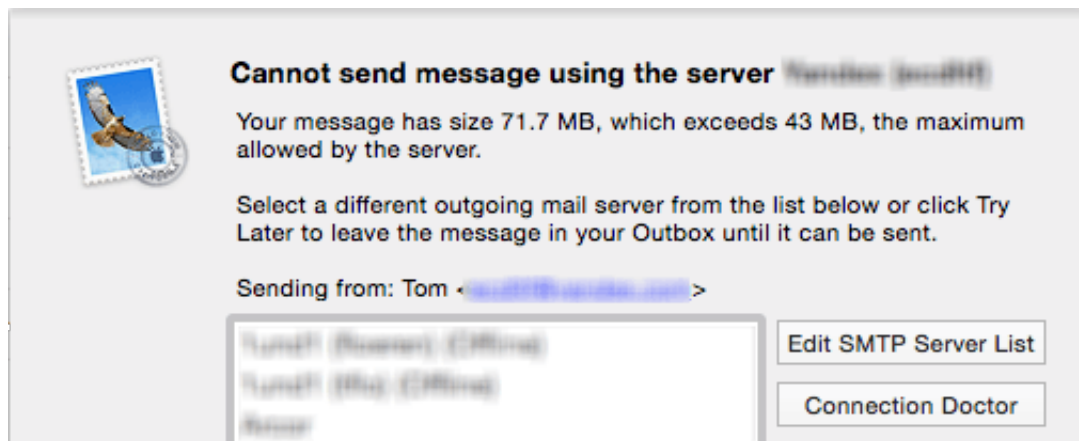 Cannot send message using the server
Your message has size 71.7 MB, which exceeds 43 MB, the maximum
allowed by the server.
Select a different outgoing mail server from the list below or click Try
Later to leave the message in your Outbox until it can be sent.
Sending from: Tom < >
Edit SMTP Server List
Connection Doctor